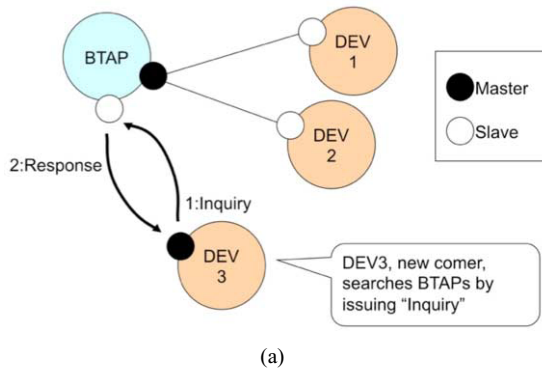 BTAP
DEV
1
DEV
2
Master
Slave
2:Response
1:Inquiry
DEV
3
DEV3, new comer,
searches BTAPs by
issuing “Inquiry”
(a)